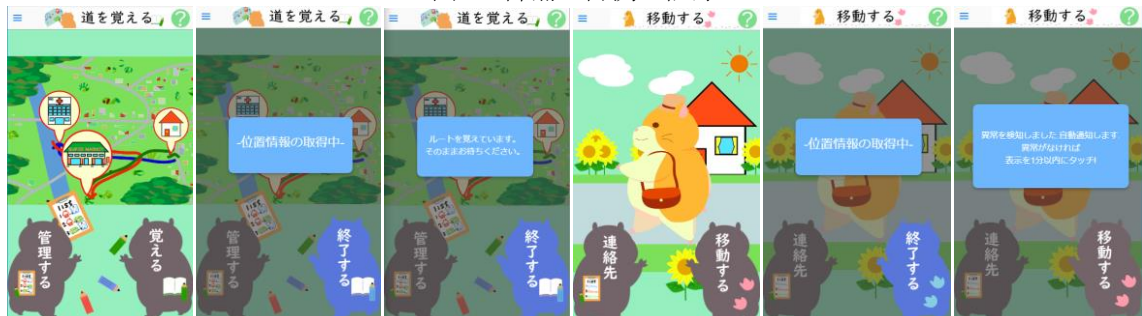 道を覚える
管理する
覚える
道を覚える
-位置情報の取得中-
管理する
終了する
道を覚える
ルートを覚えています。
そのままお待ちください。
管理する
終了する
移動する
連絡先
移動する
移動する
-位置情報の取得中-
連絡先
終了する
移動する
異常を検知しました 自動通知します
異常がなければ
表示を1分以内にタッチ!
連絡先
移動する